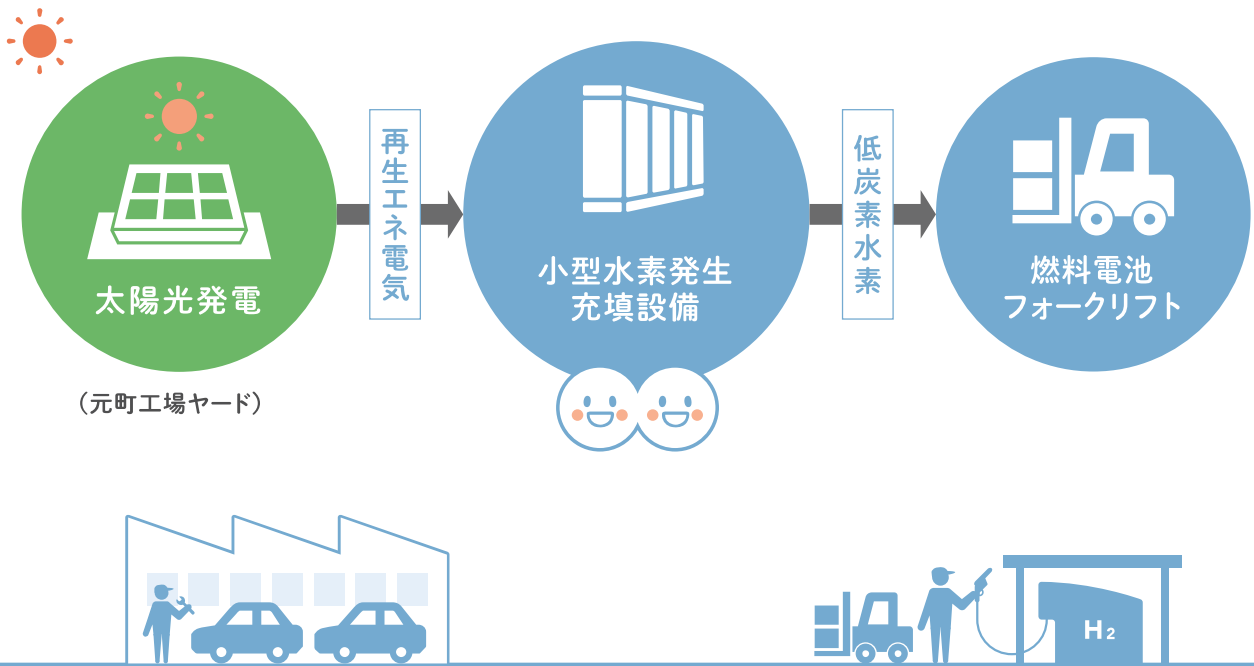 太陽光発電
（元町工場ヤード）
再生エネ電気
小型水素発生
充填設備
低炭素水素
燃料電池
フォークリフト
H2